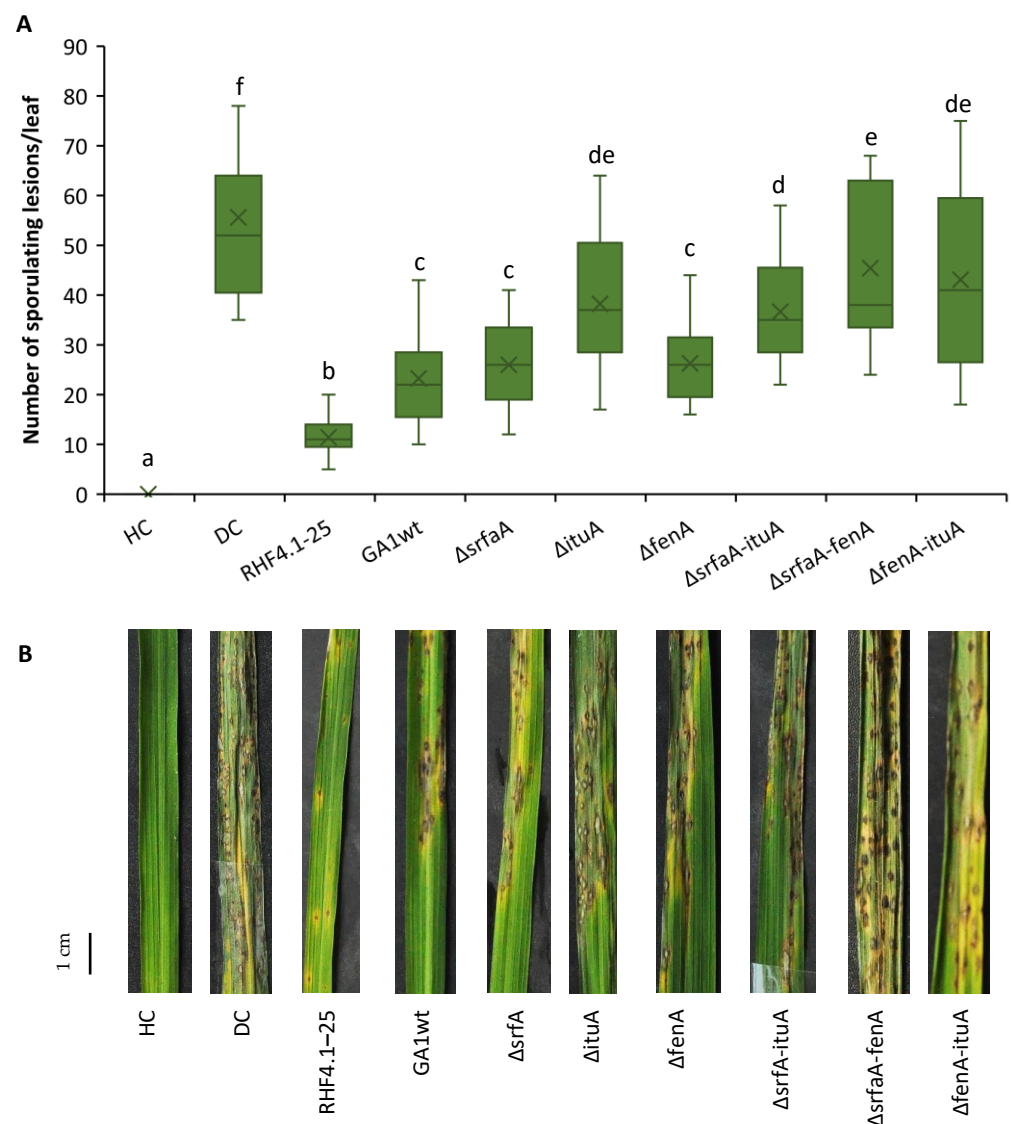 A
90
80
70
60
50
40
30
20
10
0
Number of sporulating lesions/leaf
a
f
b
c
c
de
c
d
e
de
HC
DC
RHF4.1-25
GA1wt
ΔsrfaA
ΔituA
ΔfenA
ΔsrfaA-ituA
ΔsrfaA-fenA
ΔfenA-ituA
B
1 cm
HC
DC
RHF4.1–25
GA1wt
ΔsrfA
ΔituA
ΔfenA
ΔsrfA-ituA
ΔsrfaA-fenA
ΔfenA-ituA